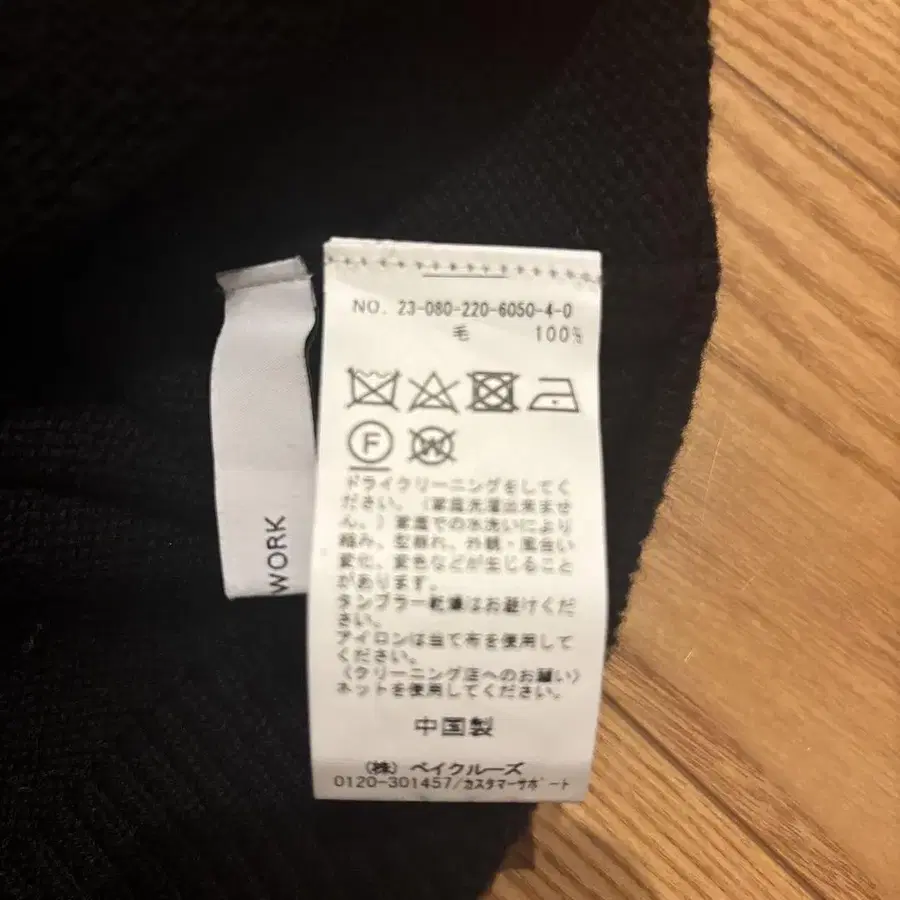 NO. 23-080-220-6050-4-0
毛 100%
F
W
ドライクリーニングをしてく
ださい。(家庭洗濯出来ませ
ん。)家庭での水洗いにより
縮み、型崩れ、外観・風合い
変化、変色などが生じること
があります。
タンブラー乾燥はお避けくだ
さい。
アイロンは当て布を使用して
ください。
〈クリーニング店へのお願い〉
ネットを使用してください。
中国製
(株)ベイクルーズ
0120-301457/カスタマーサポート
WORK